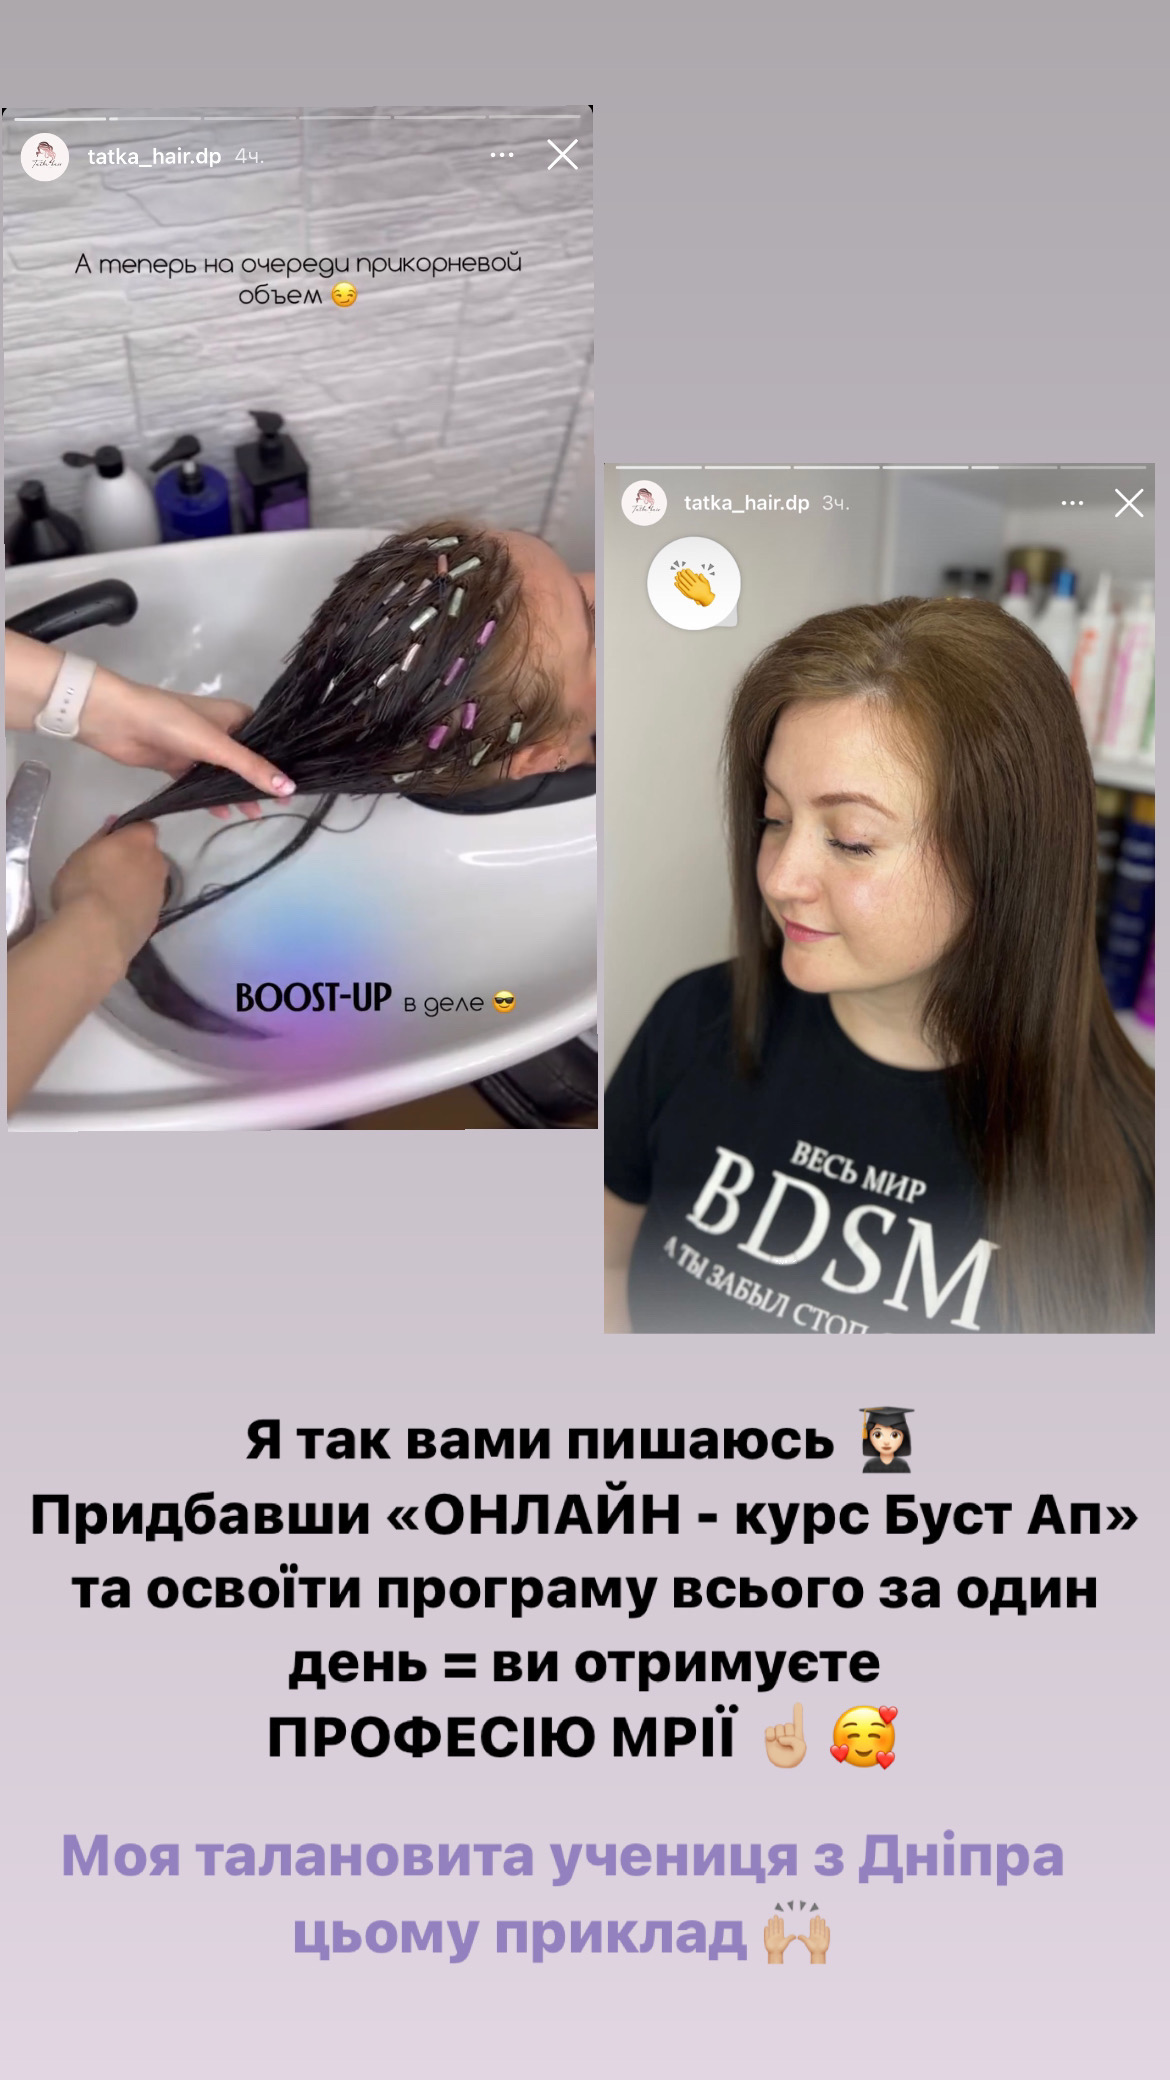 tatka_hair.dp 4ч.
А теперь на очереди прикорневой
объем 😏
BOOST-UP в деле 😎
tatka_hair.dp 3ч.
👏
ВЕСЬ МИР
BDSM
А ТЫ ЗАБЫЛ СТОП
Я так вами пишаюсь 👩🏻‍🎓
Придбавши «ОНЛАЙН - курс Буст Ап»
та освоїти програму всього за один
день = ви отримуєте
ПРОФЕСІЮ МРІЇ ☝🏼🥰
Моя талановита учениця з Дніпра
цьому приклад 🙌🏼